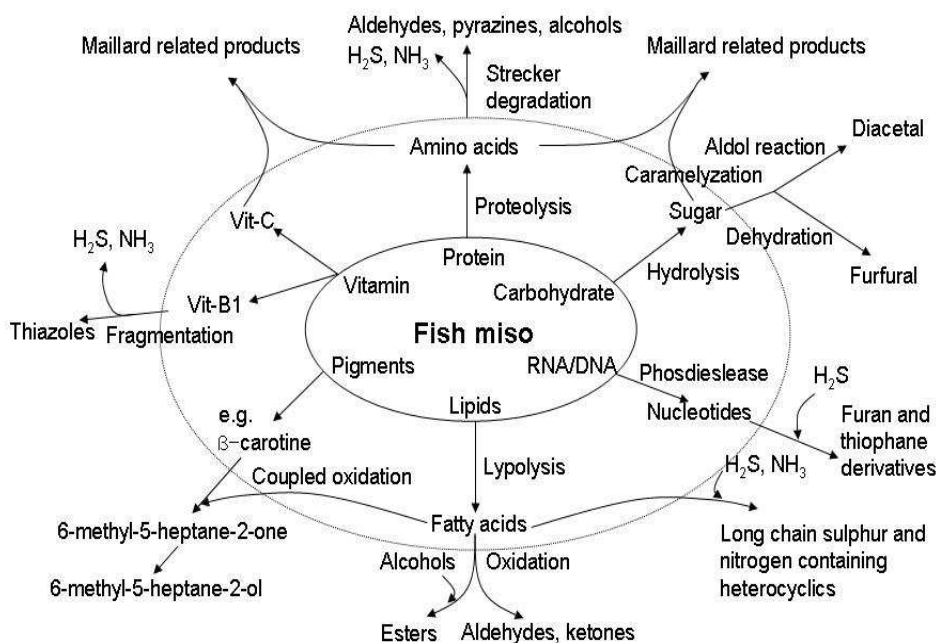 Aldehydes, pyrazines, alcohols
Maillard related products
H₂S, NH₃
Maillard related products
Strecker
degradation
Diacetal
Aldol reaction
Amino acids
Caramelyzation
Proteolysis
Vit-C
Sugar
H₂S, NH₃
Dehydration
Protein
Hydrolysis
Vitamin
Carbohydrate
Furfural
Vit-B1
Thiazoles
Fragmentation
Fish miso
Pigments
RNA/DNA
Phosdieslease
H₂S
Lipids
Nucleotides
Furan and
thiophane
derivatives
e.g.
β-carotine
Lypolysis
H₂S, NH₃
Coupled oxidation
6-methyl-5-heptane-2-one
Fatty acids
Long chain sulphur and
nitrogen containing
heterocyclics
Alcohols
Oxidation
6-methyl-5-heptane-2-ol
Esters
Aldehydes, ketones